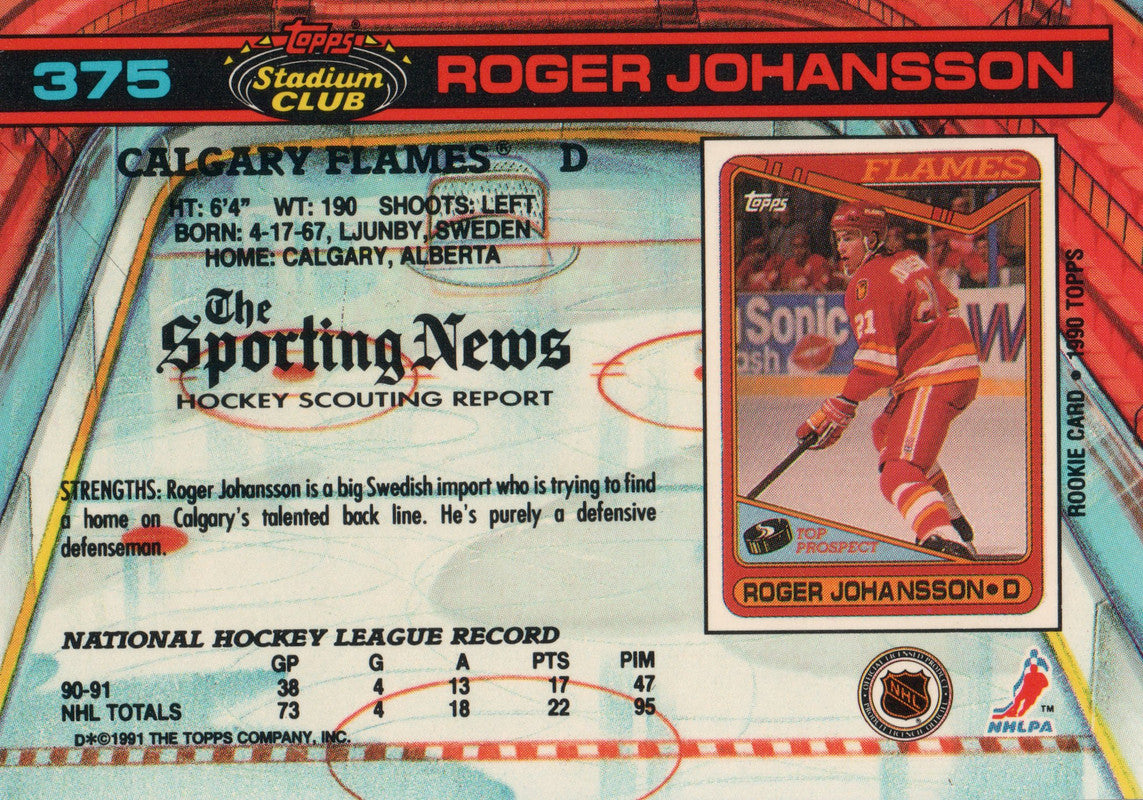 375
Topps®
Stadium
CLUB
ROGER JOHANSSON
CALGARY FLAMES® D
HT: 6'4" WT: 190 SHOOTS: LEFT
BORN: 4-17-67, LJUNBY, SWEDEN
HOME: CALGARY, ALBERTA
The
Sporting News
HOCKEY SCOUTING REPORT
STRENGTHS: Roger Johansson is a big Swedish import who is trying to find
a home on Calgary's talented back line. He's purely a defensive
defenseman.
FLAMES
Topps
21
Sonic
W
TOP
PROSPECT
ROGER JOHANSSON•D
ROOKIE CARD • 1990 TOPPS
NATIONAL HOCKEY LEAGUE RECORD
GP G A PTS PIM
90-91 38 4 13 17 47
NHL TOTALS 73 4 18 22 95
D*©1991 THE TOPPS COMPANY, INC.
OFFICIAL LICENSED PRODUCT
NHL
®
NHLPA
TM